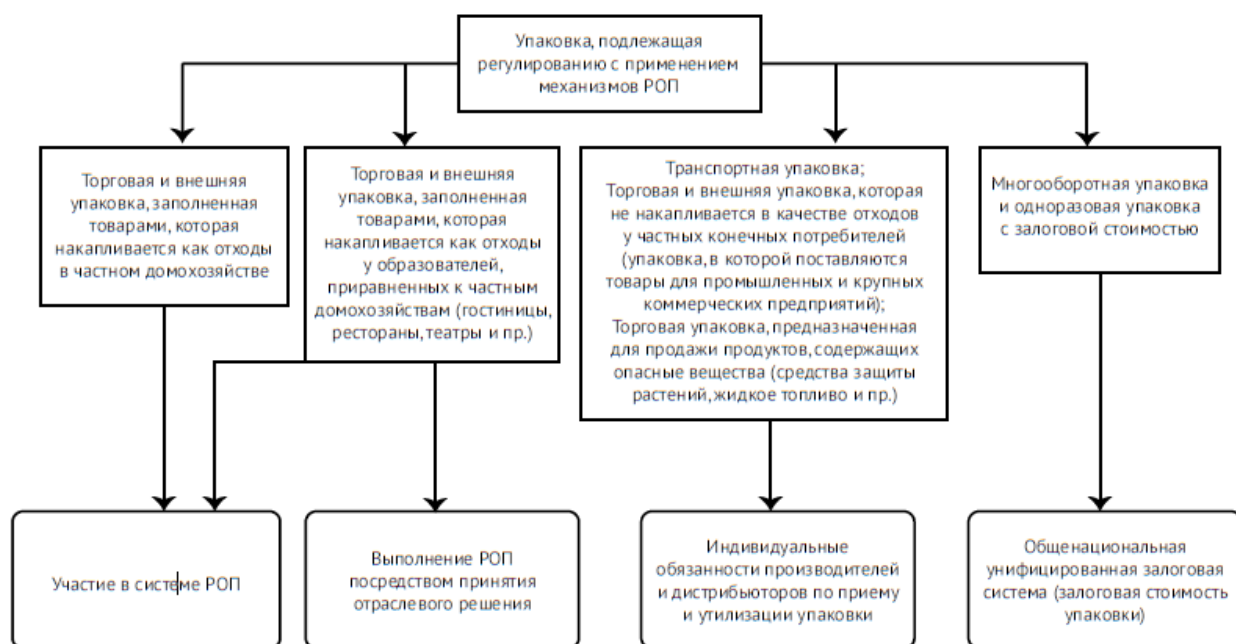 Упаковка, подлежащая
регулированию с применением
механизмов РОП
Торговая и внешняя
упаковка, заполненная
товарами, которая
накапливается как отходы
в частном домохозяйстве
Торговая и внешняя
упаковка, заполненная
товарами, которая
накапливается как отходы
у образователей,
приравненных к частным
домохозяйствам (гостиницы,
рестораны, театры и пр.)
Транспортная упаковка;
Торговая и внешняя упаковка, которая
не накапливается в качестве отходов
у частных конечных потребителей
(упаковка, в которой поставляются
товары для промышленных и крупных
коммерческих предприятий);
Торговая упаковка, предназначенная
для продажи продуктов, содержащих
опасные вещества (средства защиты
растений, жидкое топливо и пр.)
Многооборотная упаковка
и одноразовая упаковка
с залоговой стоимостью
Участие в системе РОП
Выполнение РОП
посредством принятия
отраслевого решения
Индивидуальные
обязанности производителей
и дистрибьюторов по приему
и утилизации упаковки
Общенациональная
унифицированная залоговая
система (залоговая стоимость
упаковки)